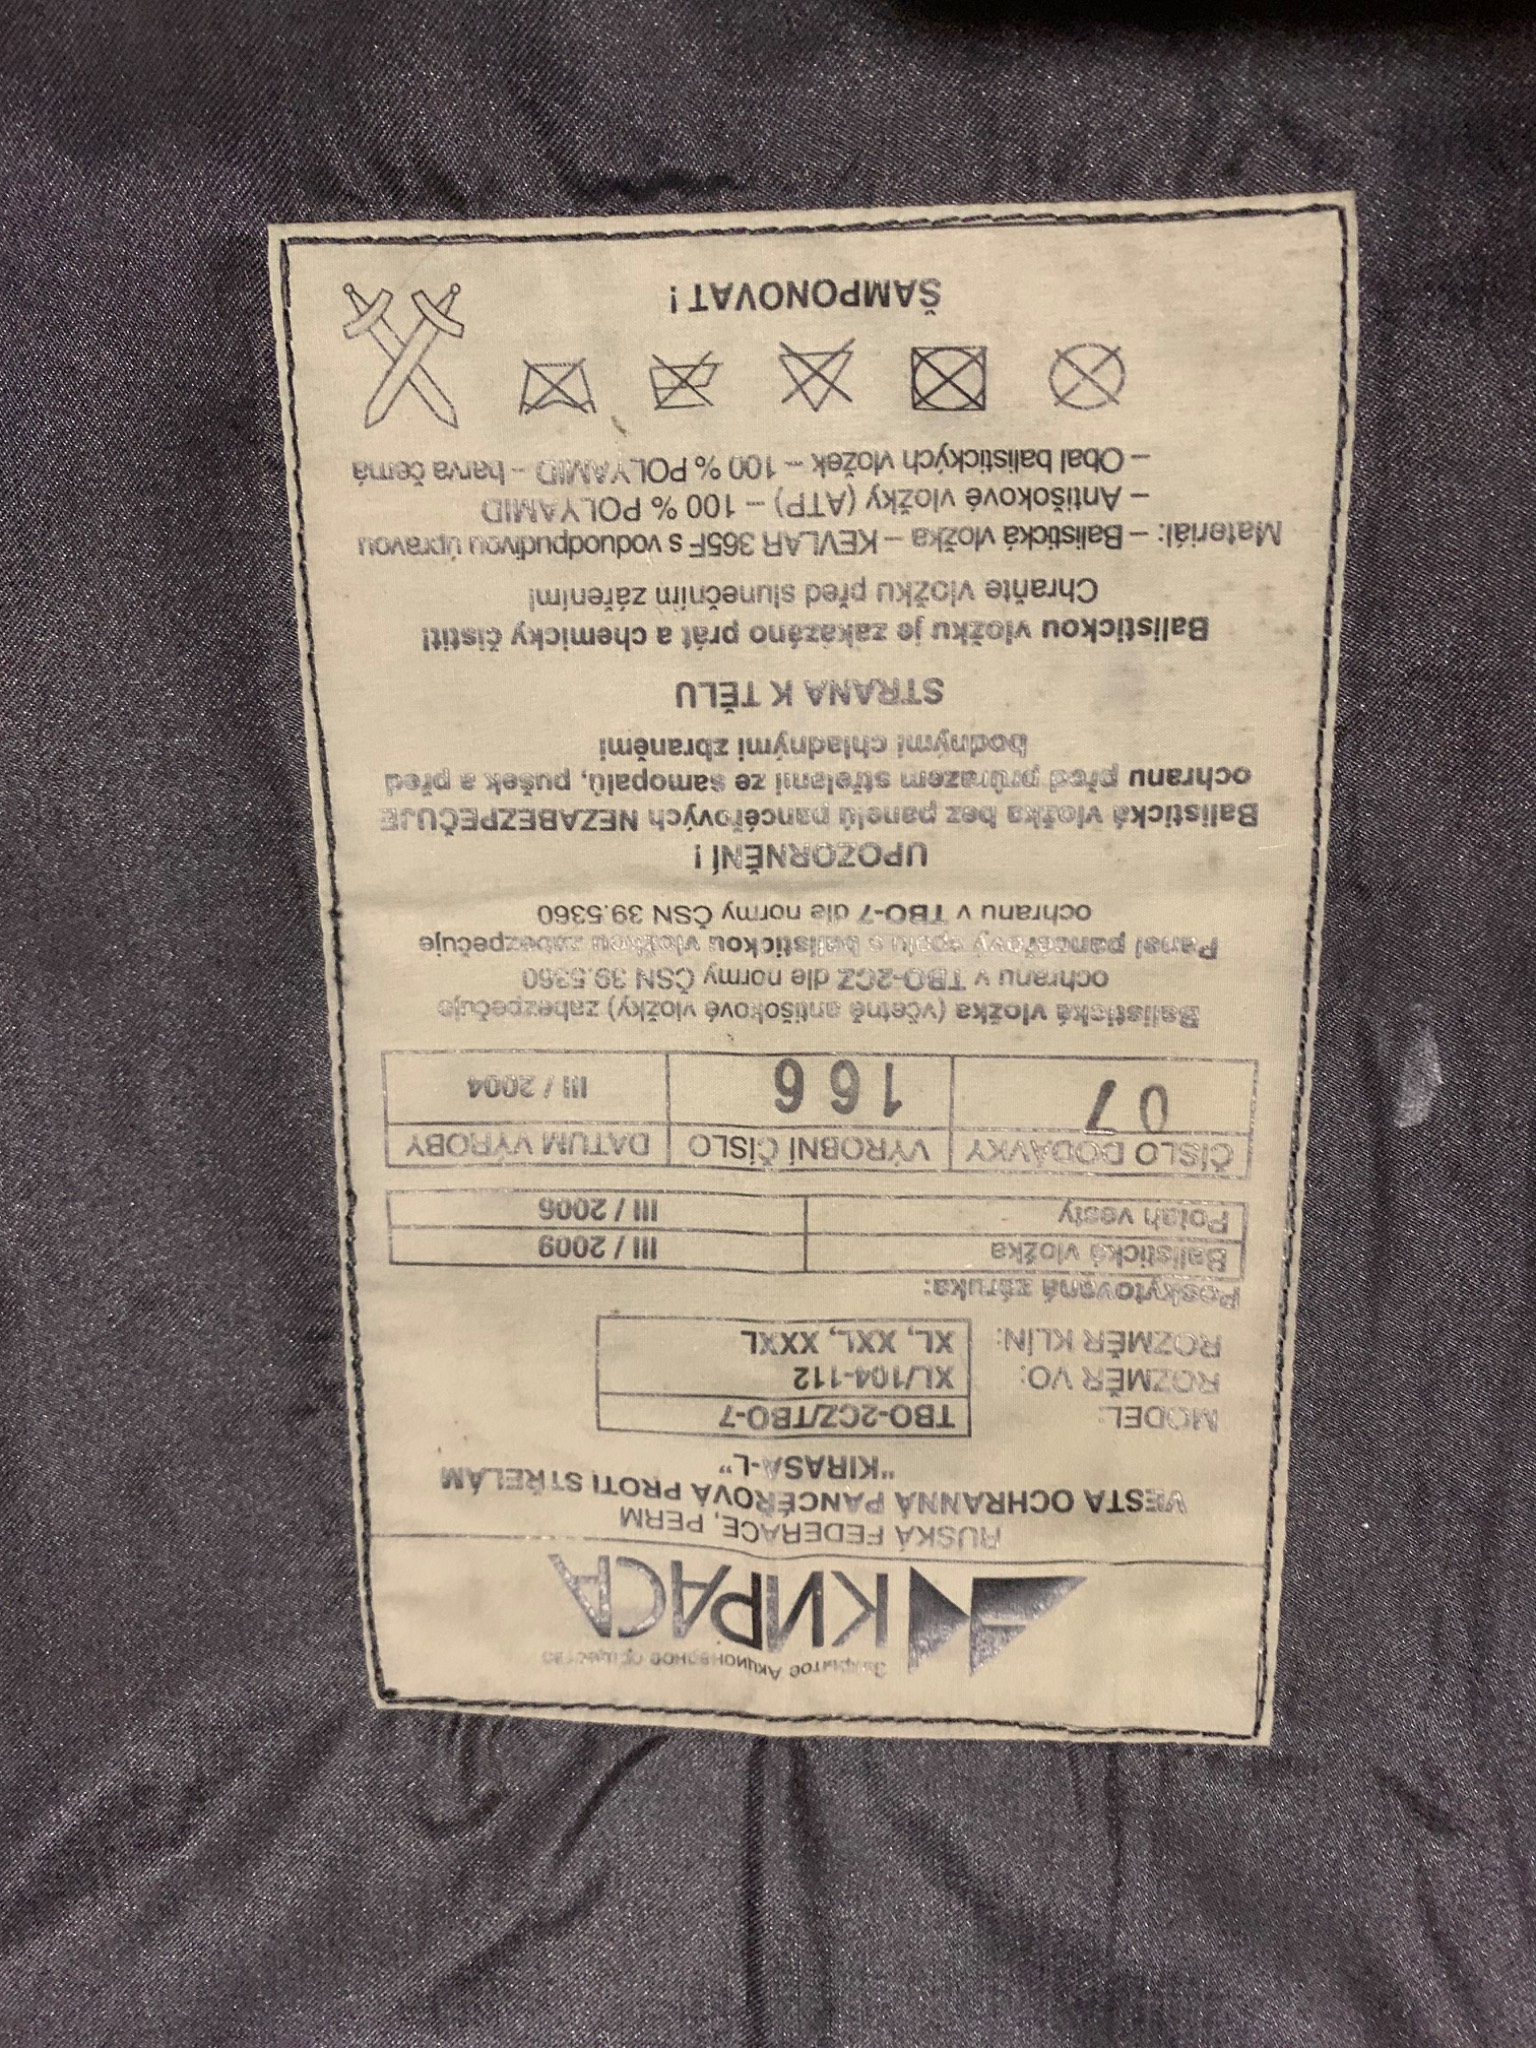 Закрытое Акционерное общество
КИРАСА
RUSKÁ FEDERACE, PERM
VESTA OCHRANNÁ PANCÉŘOVÁ PROTI STŘELÁM
"KIRASA-L"
MODEL: TBO-2CZ/TBO-7
ROZMĚR VO: XL/104-112
ROZMĚR KLÍN: XL, XXL, XXXL
Poskytovaná záruka:
Balistická vložka III / 2009
Potah vesty III / 2006
ČÍSLO DODÁVKY VÝROBNÍ ČÍSLO DATUM VÝROBY
07 166 III / 2004
Balistická vložka (včetně antišokové vložky) zabezpečuje
ochranu v TBO-2CZ dle normy ČSN 39.5360
Panel pancéřový spolu s balistickou vložkou zabezpečuje
ochranu v TBO-7 dle normy ČSN 39.5360
UPOZORNĚNÍ !
Balistická vložka bez panelů pancéřových NEZABEZPEČUJE
ochranu před průrazem střelami ze samopalů, pušek a před
bodnými chladnými zbraněmi
STRANA K TĚLU
Balistickou vložku je zakázáno prát a chemicky čistit!
Chraňte vložku před slunečním zářením!
Materiál: – Balistická vložka – KEVLAR 365F s voduodpudivou úpravou
– Antišokové vložky (ATP) – 100 % POLYAMID
– Obal balistických vložek – 100 % POLYAMID – barva černá
ŠAMPONOVAT !